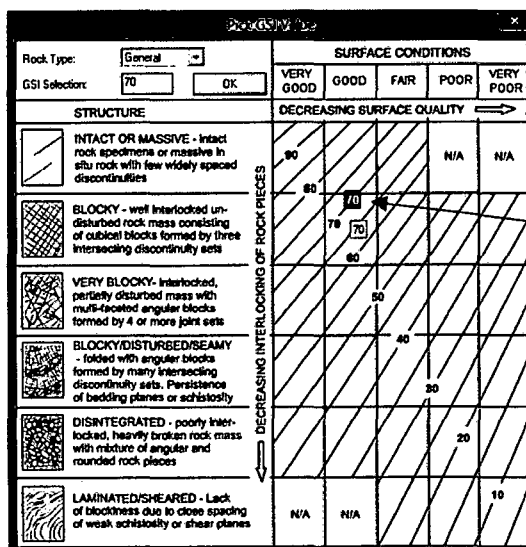 Pick GSI Value
Rock Type: General
GSI Selection: 70 OK
SURFACE CONDITIONS
VERY GOOD
GOOD
FAIR
POOR
VERY POOR
STRUCTURE
DECREASING SURFACE QUALITY
DECREASING INTERLOCKING OF ROCK PIECES
INTACT OR MASSIVE - Intact
rock specimens or massive in
situ rock with few widely spaced
discontinuities
BLOCKY - well interlocked un-
disturbed rock mass consisting
of cubical blocks formed by three
intersecting discontinuity sets
VERY BLOCKY- Interlocked,
partially disturbed mass with
multi-faceted angular blocks
formed by 4 or more joint sets
BLOCKY/DISTURBED/SEAMY
- folded with angular blocks
formed by many intersecting
discontinuity sets. Persistence
of bedding planes or schistosity
DISINTEGRATED - poorly inter-
locked, heavily broken rock mass
with mixture of angular and
rounded rock pieces
LAMINATED/SHEARED - Lack
of blockiness due to close spacing
of weak schistosity or shear planes
90
N/A N/A
80
70
70 70
60
50
40
30
20
10
N/A N/A